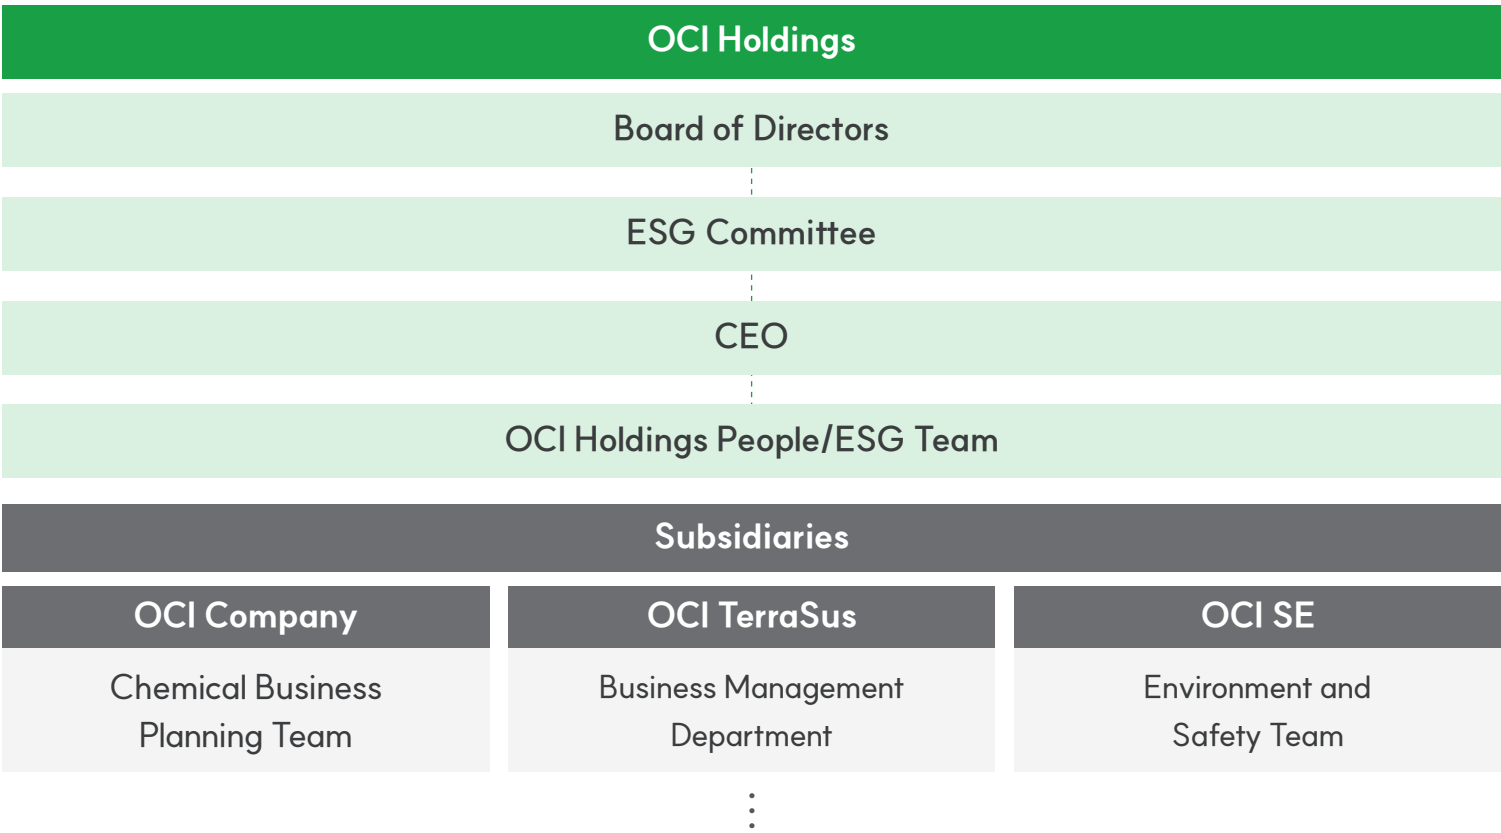 OCI Holdings
Board of Directors
ESG Committee
CEO
OCI Holdings People/ESG Team
Subsidiaries
OCI Company
Chemical Business
Planning Team
OCI TerraSus
Business Management
Department
OCI SE
Environment and
Safety Team